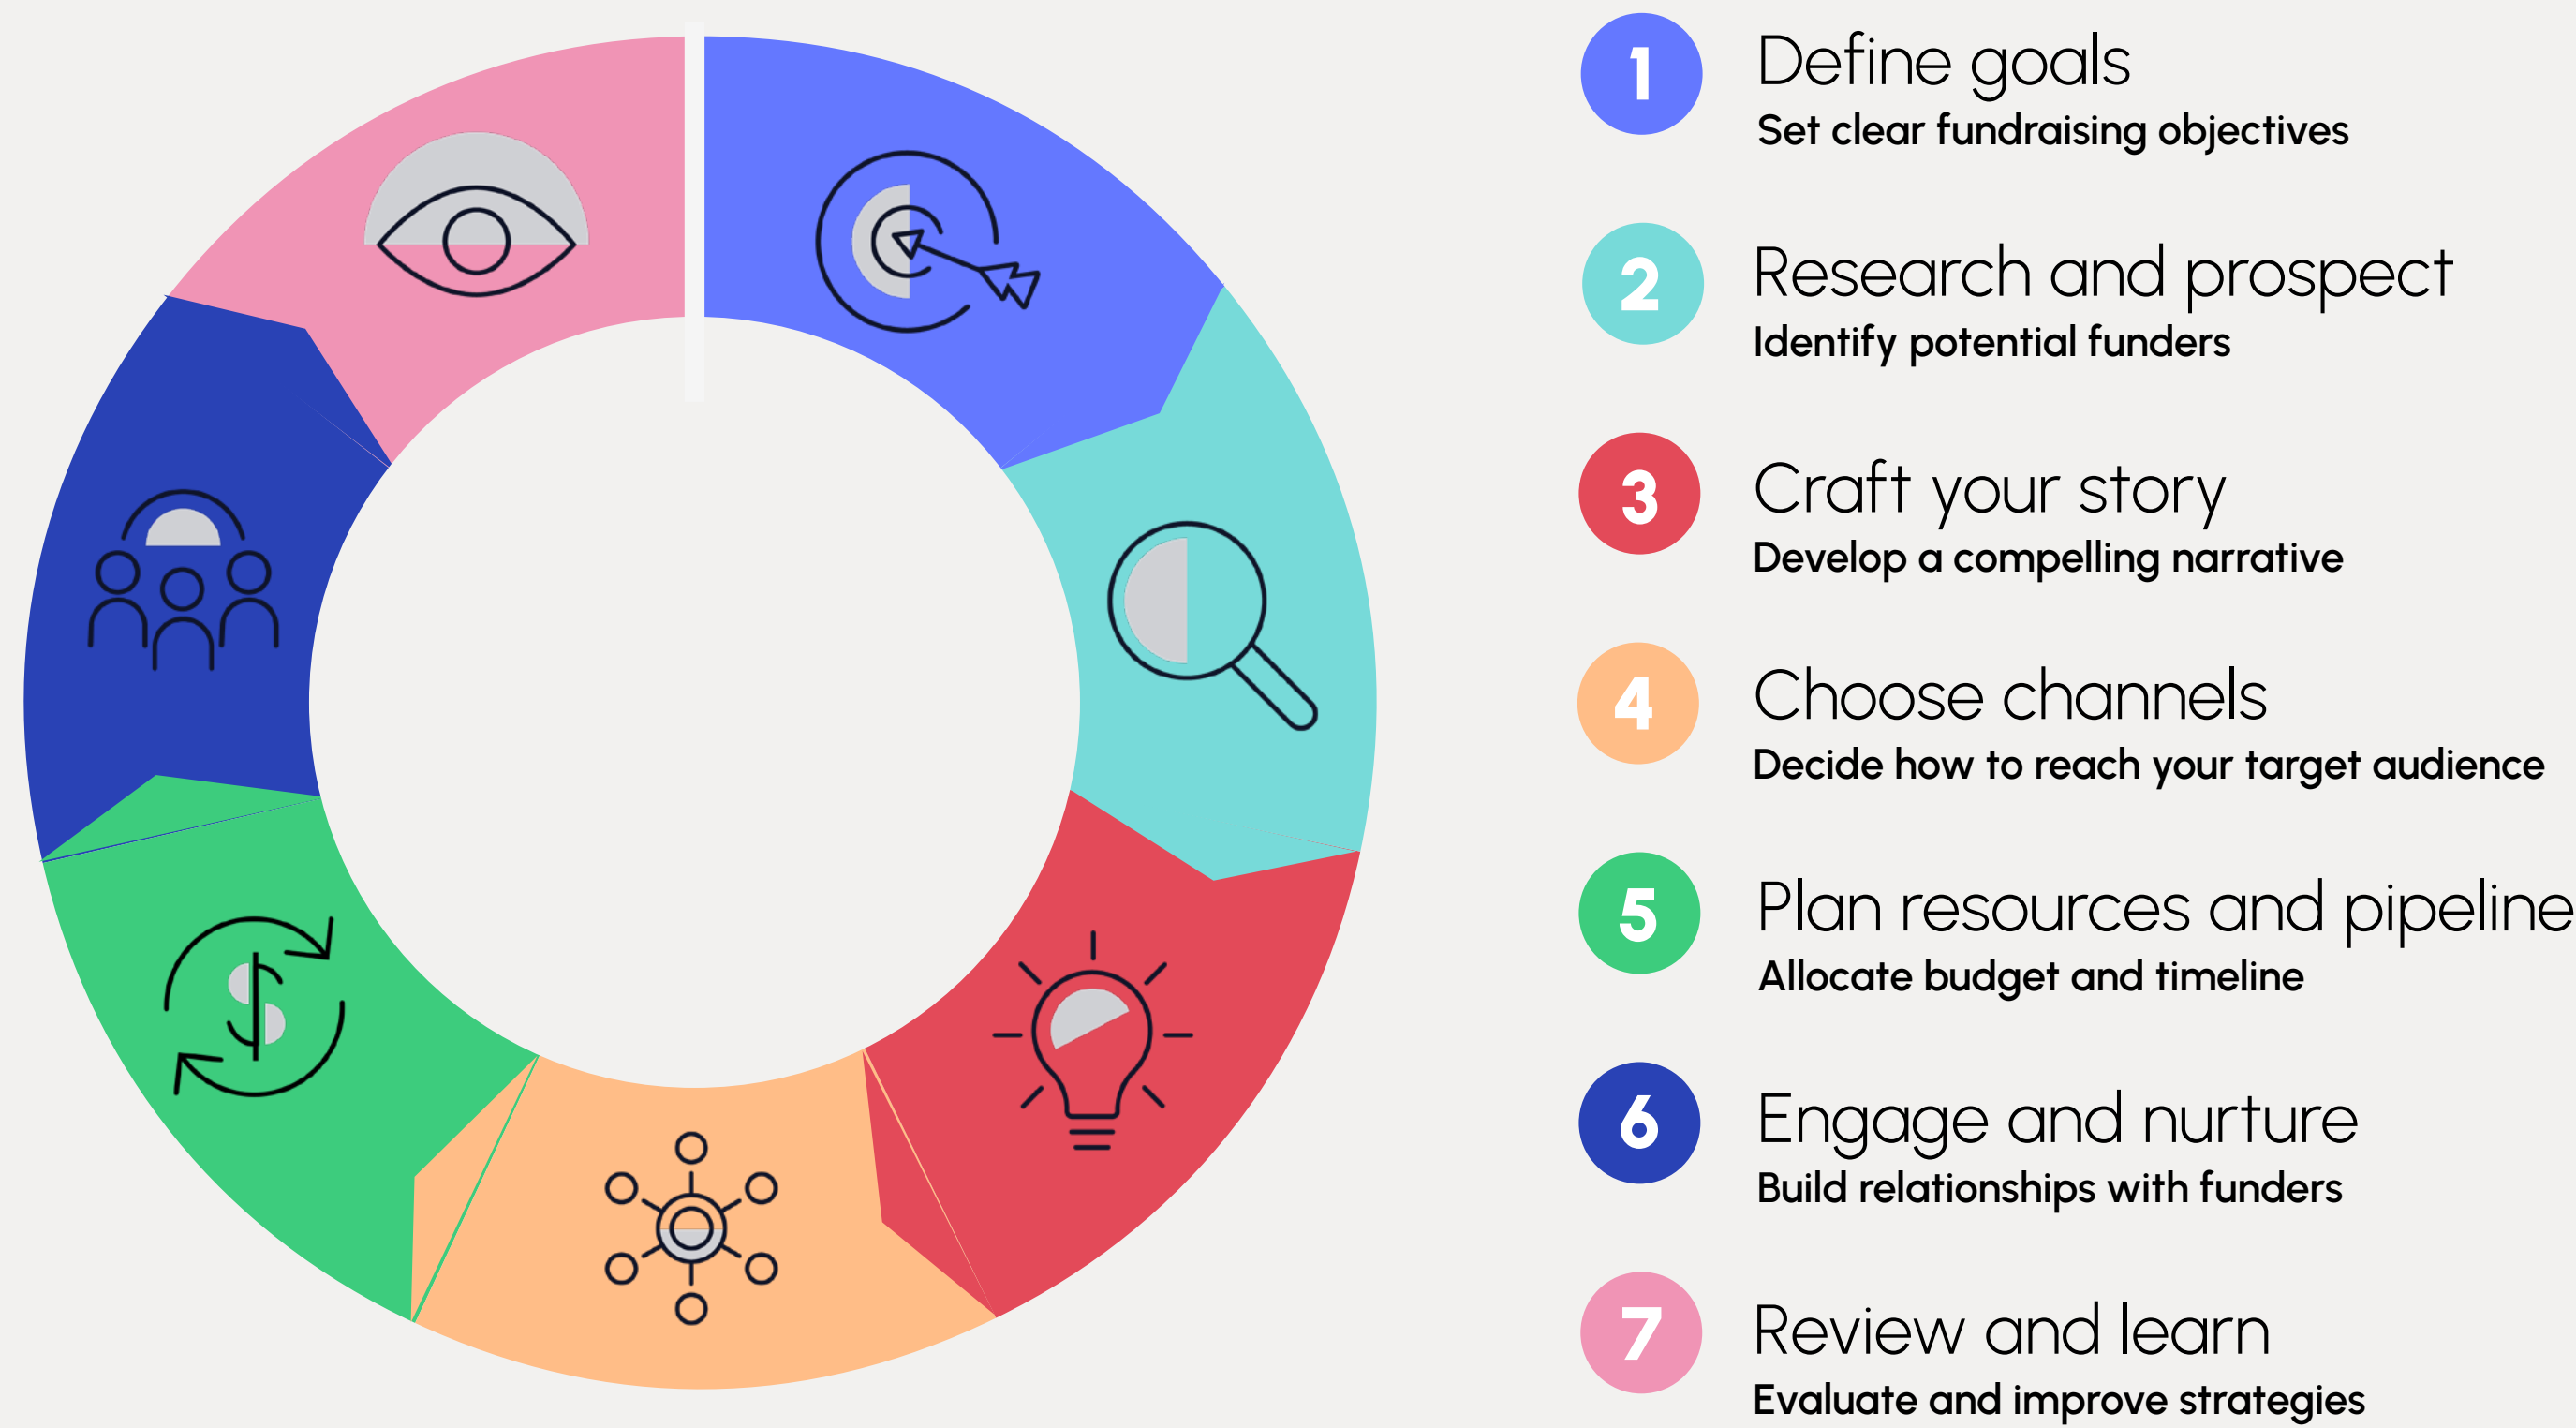 1
Define goals
Set clear fundraising objectives
2
Research and prospect
Identify potential funders
3
Craft your story
Develop a compelling narrative
4
Choose channels
Decide how to reach your target audience
5
Plan resources and pipeline
Allocate budget and timeline
6
Engage and nurture
Build relationships with funders
7
Review and learn
Evaluate and improve strategies
$